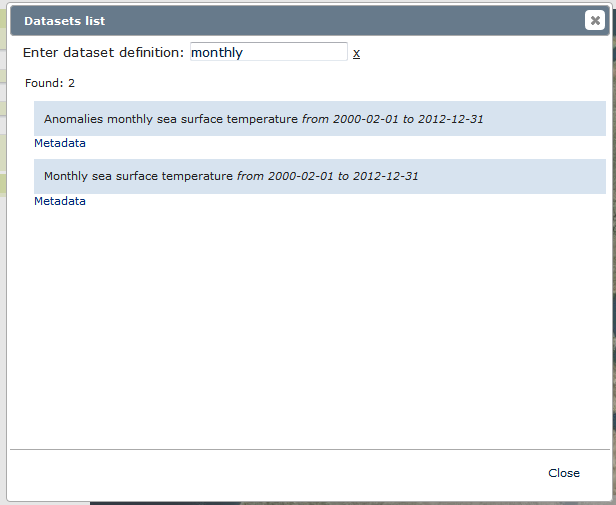 Datasets list
Enter dataset definition: monthly x
Found: 2
Anomalies monthly sea surface temperature from 2000-02-01 to 2012-12-31
Metadata
Monthly sea surface temperature from 2000-02-01 to 2012-12-31
Metadata
Close